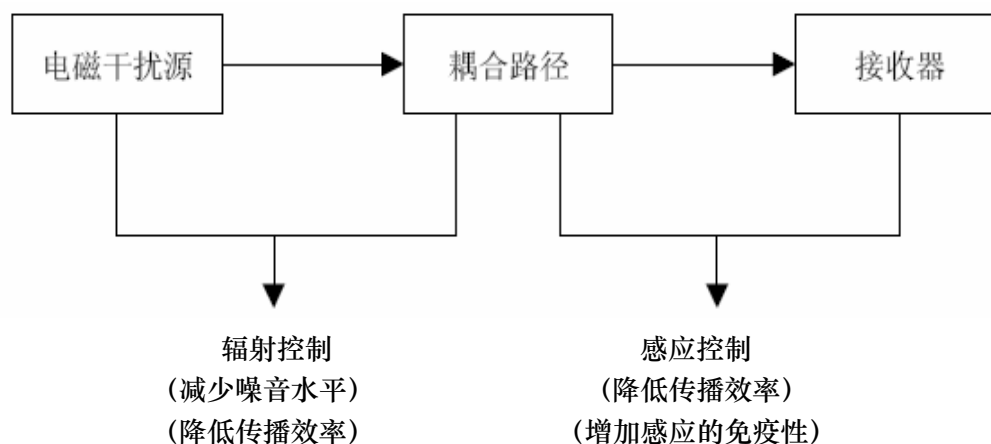 电磁干扰源
耦合路径
接收器
辐射控制
(减少噪音水平)
(降低传播效率)
感应控制
(降低传播效率)
(增加感应的免疫性)